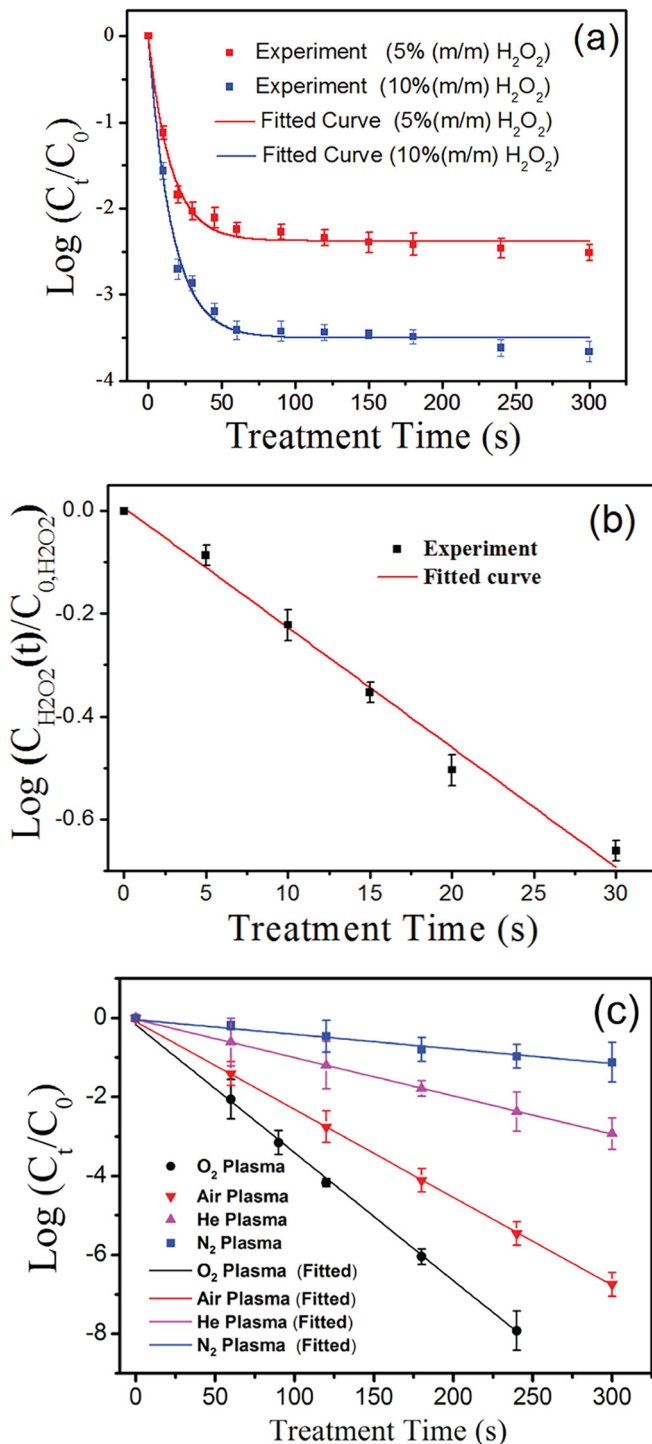 (a)
0
-1
-2
-3
-4
Log (Cₜ/C₀)
Experiment (5% (m/m) H₂O₂)
Experiment (10%(m/m) H₂O₂)
Fitted Curve (5%(m/m) H₂O₂)
Fitted Curve (10%(m/m) H₂O₂)
0 50 100 150 200 250 300
Treatment Time (s)
(b)
0.0
-0.2
-0.4
-0.6
Log (C_H2O2(t)/C_0,H2O2)
Experiment
Fitted curve
0 5 10 15 20 25 30
Treatment Time (s)
(c)
0
-2
-4
-6
-8
Log (Cₜ/C₀)
O₂ Plasma
Air Plasma
He Plasma
N₂ Plasma
O₂ Plasma (Fitted)
Air Plasma (Fitted)
He Plasma (Fitted)
N₂ Plasma (Fitted)
0 50 100 150 200 250 300
Treatment Time (s)